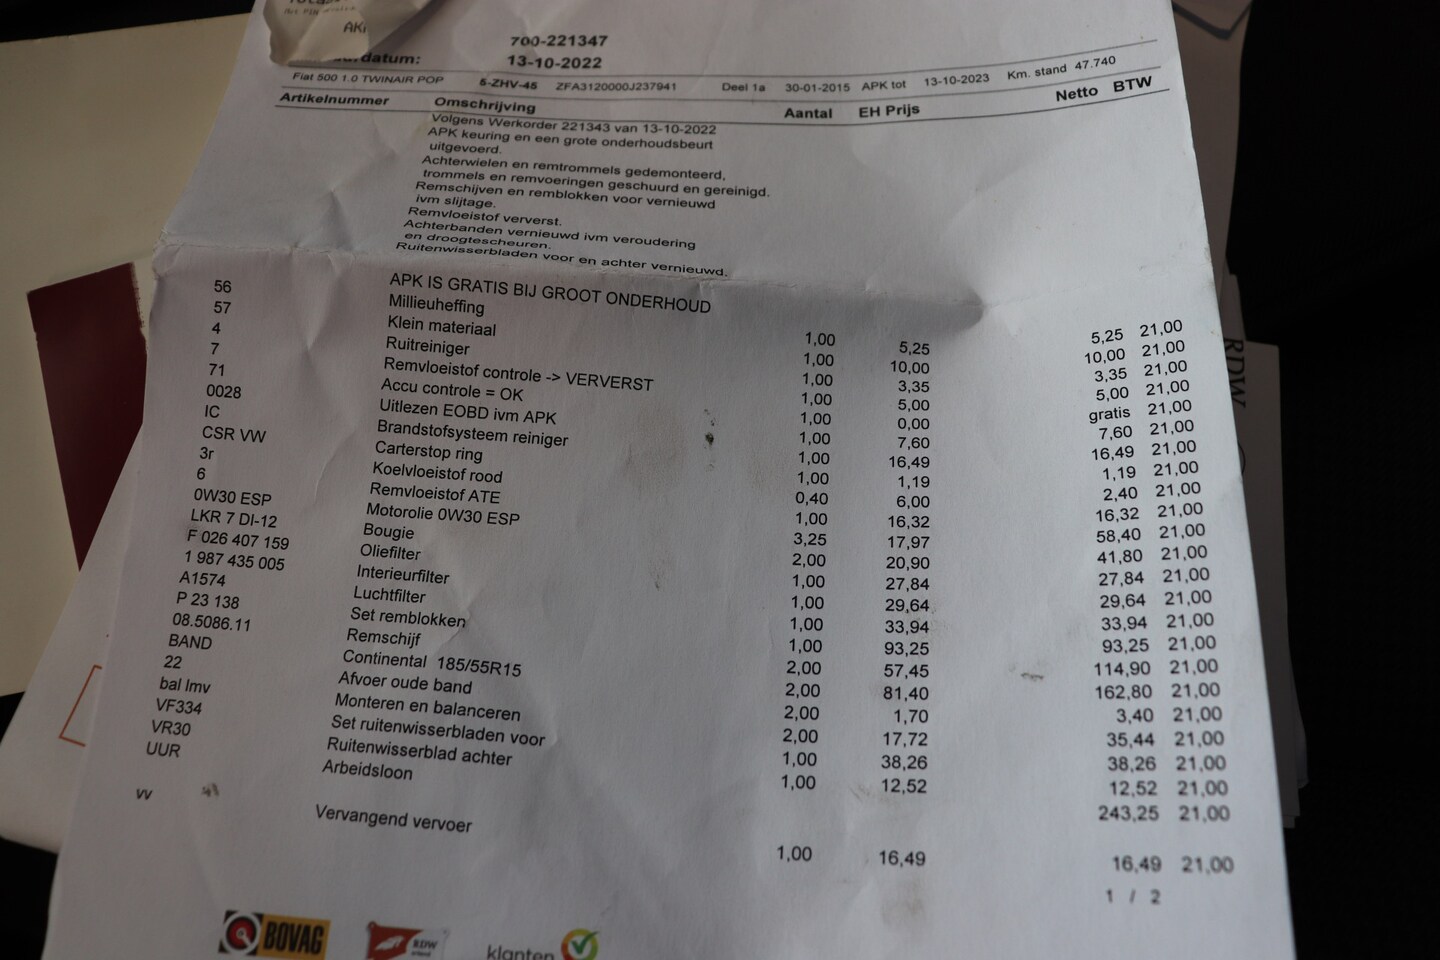 AK
700-221347
datum: 13-10-2022
Fiat 500 1.0 TWINAIR POP 5-ZHV-45 ZFA3120000J237941 Deel 1a 30-01-2015 APK tot 13-10-2023 Km. stand 47.740
Artikelnummer Omschrijving Aantal EH Prijs Netto BTW
Volgens Werkorder 221343 van 13-10-2022
APK keuring en een grote onderhoudsbeurt
uitgevoerd.
Achterwielen en remtrommels gedemonteerd,
trommels en remvoeringen geschuurd en gereinigd.
Remschijven en remblokken voor vernieuwd
ivm slijtage.
Remvloeistof ververst.
Achterbanden vernieuwd ivm veroudering
en droogtescheuren.
Ruitenwisserbladen voor en achter vernieuwd.
APK IS GRATIS BIJ GROOT ONDERHOUD
56 Millieuheffing 1,00 5,25 5,25 21,00
57 Klein materiaal 1,00 10,00 10,00 21,00
4 Ruitreiniger 1,00 3,35 3,35 21,00
7 Remvloeistof controle -> VERVERST 1,00 5,00 5,00 21,00
71 Accu controle = OK 1,00 0,00 gratis 21,00
0028 Uitlezen EOBD ivm APK 1,00 7,60 7,60 21,00
IC Brandstofsysteem reiniger 1,00 16,49 16,49 21,00
CSR VW Carterstop ring 1,00 1,19 1,19 21,00
3r Koelvloeistof rood 0,40 6,00 2,40 21,00
6 Remvloeistof ATE 1,00 16,32 16,32 21,00
0W30 ESP Motorolie 0W30 ESP 3,25 17,97 58,40 21,00
LKR 7 DI-12 Bougie 2,00 20,90 41,80 21,00
F 026 407 159 Oliefilter 1,00 27,84 27,84 21,00
1 987 435 005 Interieurfilter 1,00 29,64 29,64 21,00
A1574 Luchtfilter 1,00 33,94 33,94 21,00
P 23 138 Set remblokken 1,00 93,25 93,25 21,00
08.5086.11 Remschijf 2,00 57,45 114,90 21,00
BAND Continental 185/55R15 2,00 81,40 162,80 21,00
22 Afvoer oude band 2,00 1,70 3,40 21,00
bal lmv Monteren en balanceren 2,00 17,72 35,44 21,00
VF334 Set ruitenwisserbladen voor 1,00 38,26 38,26 21,00
VR30 Ruitenwisserblad achter 1,00 12,52 12,52 21,00
UUR Arbeidsloon 243,25 21,00
vv Vervangend vervoer 1,00 16,49 16,49 21,00
1 / 2
BOVAG
RDW
klanten
RDW